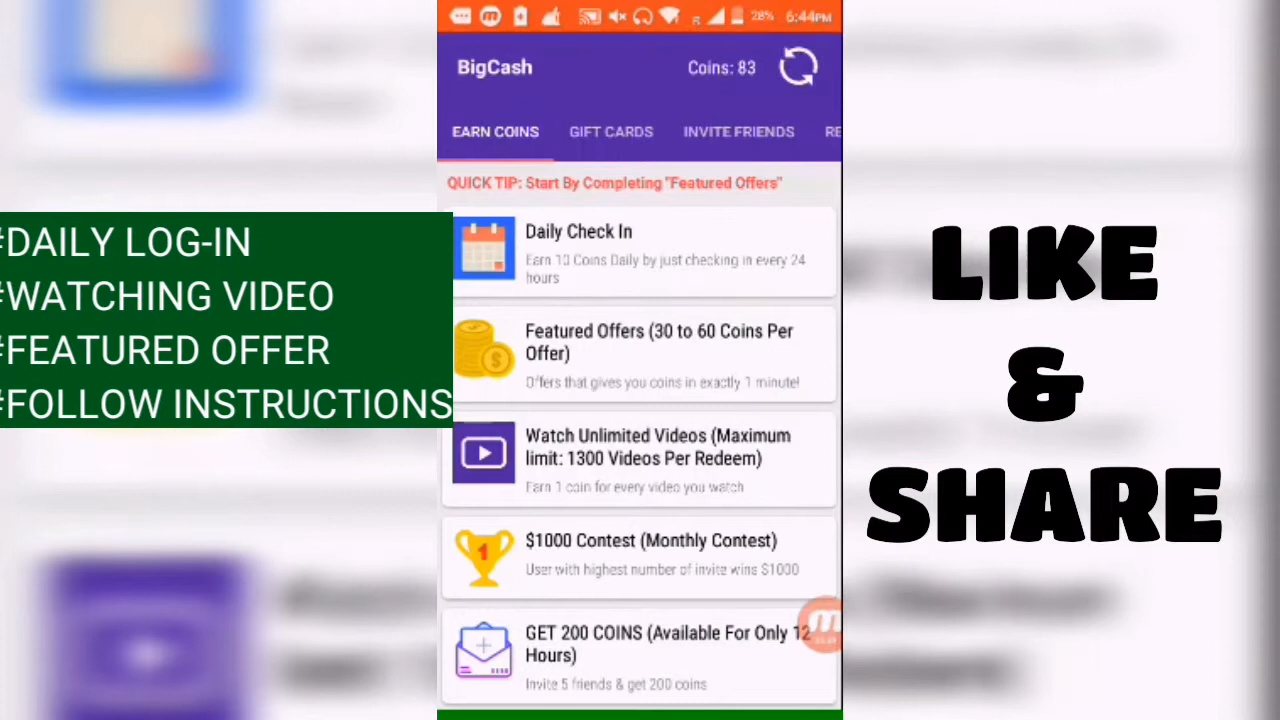 28% 6:44PM
BigCash
Coins: 83
EARN COINS
GIFT CARDS
INVITE FRIENDS
RE
QUICK TIP: Start By Completing "Featured Offers"
Daily Check In
Earn 10 Coins Daily by just checking in every 24
hours
Featured Offers (30 to 60 Coins Per
Offer)
Offers that gives you coins in exactly 1 minute!
Watch Unlimited Videos (Maximum
limit: 1300 Videos Per Redeem)
Earn 1 coin for every video you watch
$1000 Contest (Monthly Contest)
User with highest number of invite wins $1000
GET 200 COINS (Available For Only 12
Hours)
Invite 5 friends & get 200 coins
#DAILY LOG-IN
#WATCHING VIDEO
#FEATURED OFFER
#FOLLOW INSTRUCTIONS
LIKE
&
SHARE